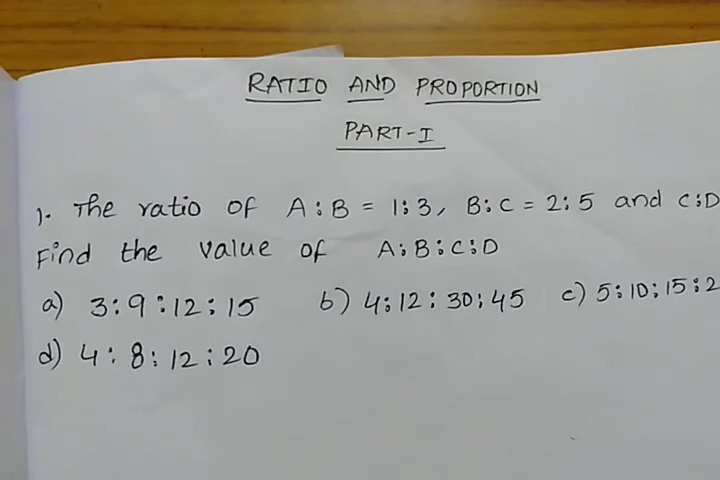 RATIO AND PROPORTION
PART-I
1. The ratio of A:B = 1:3, B:C = 2:5 and C:D
Find the value of A:B:C:D
a) 3:9:12:15 b) 4:12:30:45 c) 5:10:15:2
d) 4:8:12:20